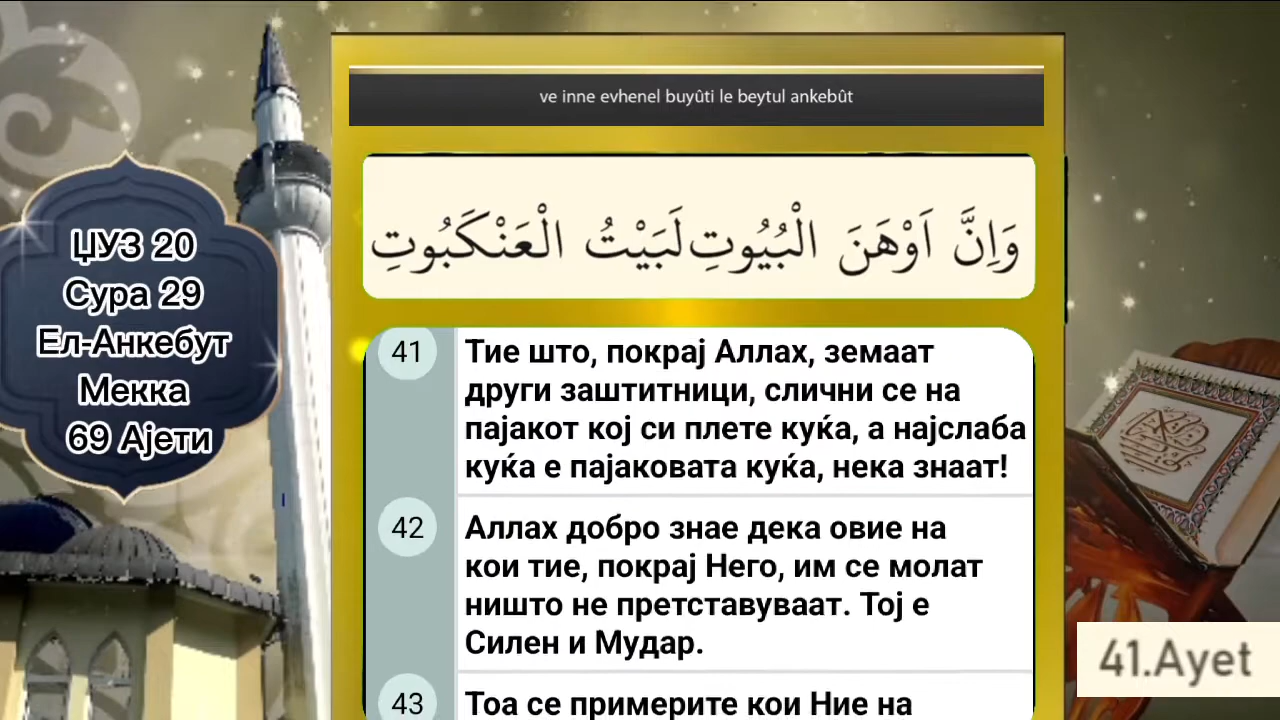 ve inne evhenel buyûti le beytul ankebût
وَاِنَّ اَوْهَنَ الْبُيُوتِ لَبَيْتُ الْعَنْكَبُوتِ
ЏУЗ 20
Сура 29
Ел-Анкебут
Мекка
69 Ајети
41
Тие што, покрај Аллах, земаат
други заштитници, слични се на
пајакот кој си плете куќа, а најслаба
куќа е пајаковата куќа, нека знаат!
42
Аллах добро знае дека овие на
кои тие, покрај Него, им се молат
ништо не претставуваат. Тој е
Силен и Мудар.
43
Тоа се примерите кои Ние на
41.Ayet